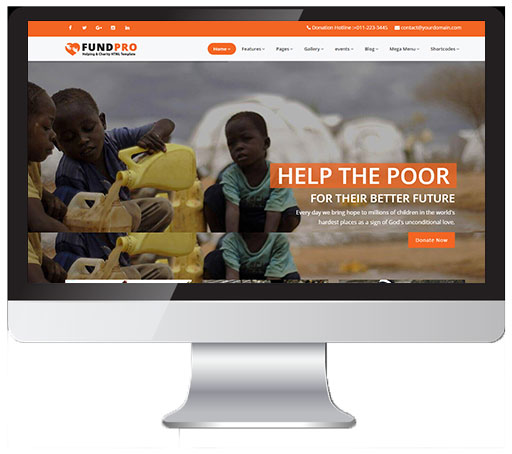 Donation Hotline :+011-223-3445 contact@yourdomain.com
FUNDPRO
Helping & Charity HTML Template
Home Features Pages Gallery events Blog Mega Menu Shortcodes
HELP THE POOR
FOR THEIR BETTER FUTURE
Every day we bring hope to millions of children in the world's
hardest places as a sign of God's unconditional love.
Donate Now